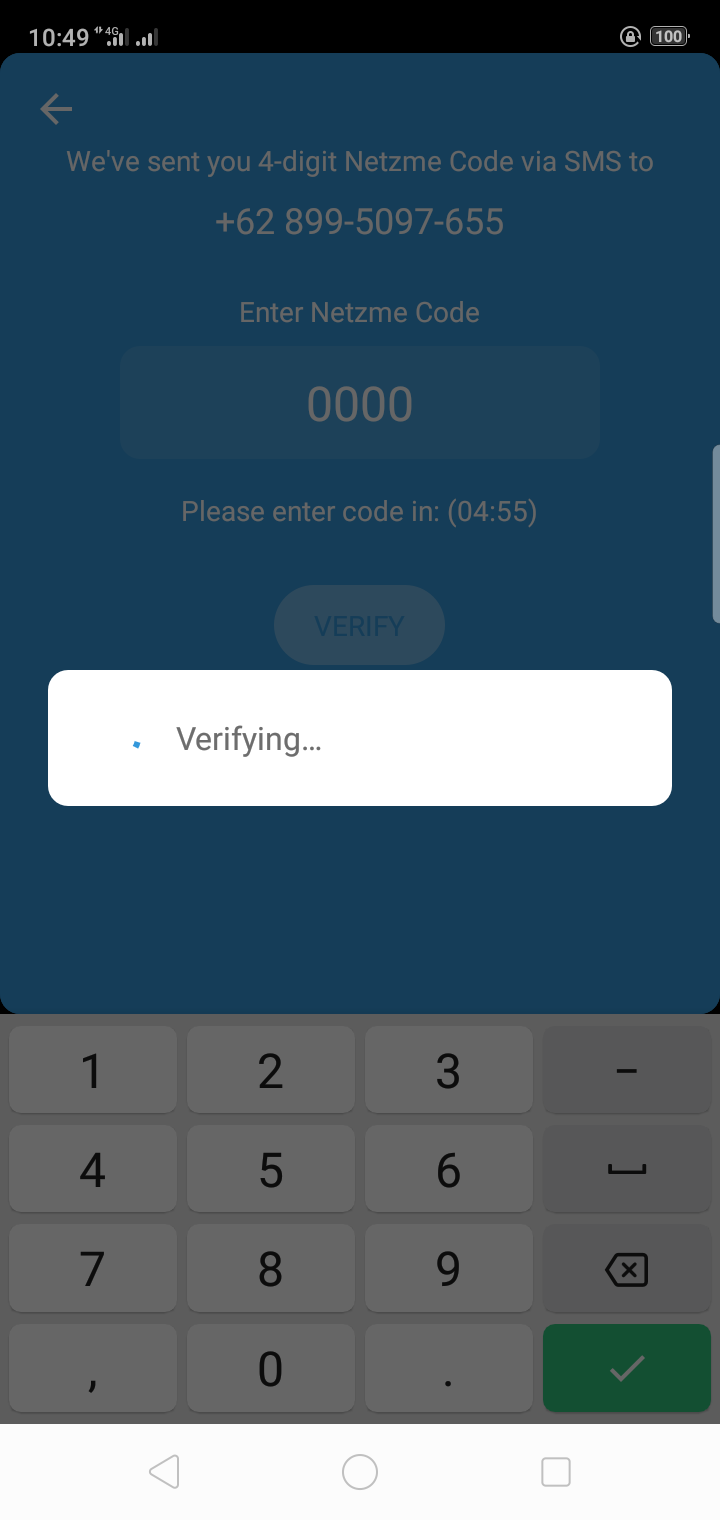 10:49 4G 100
We've sent you 4-digit Netzme Code via SMS to
+62 899-5097-655
Enter Netzme Code
0000
Please enter code in: (04:55)
VERIFY
Verifying...
1 2 3 –
4 5 6
7 8 9
, 0 .